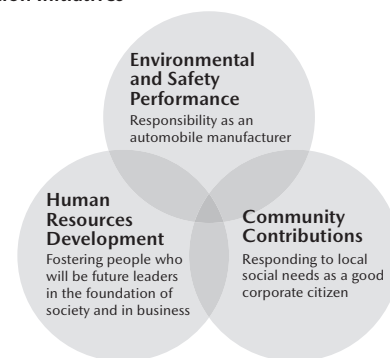 Environmental
and Safety
Performance
Responsibility as an
automobile manufacturer
Human
Resources
Development
Fostering people who
will be future leaders
in the foundation of
society and in business
Community
Contributions
Responding to local
social needs as a good
corporate citizen